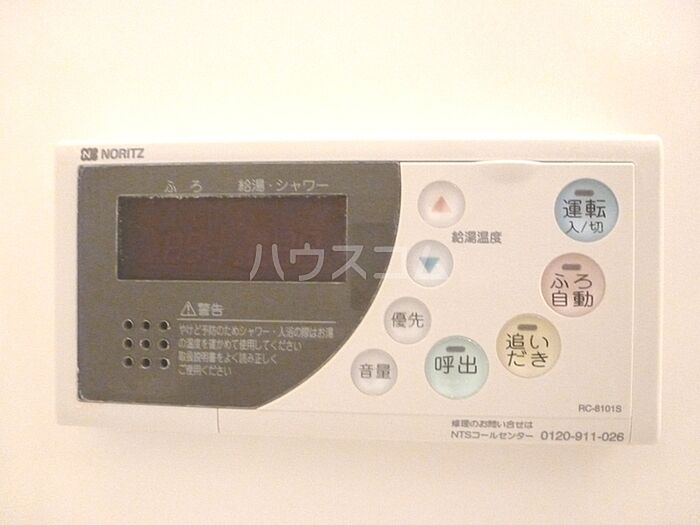 NORITZ
ふろ 給湯・シャワー
ハウスコム
給湯温度
運転
入/切
ふろ
自動
優先
追い
だき
音量
呼出
警告
やけど予防のためシャワー・入浴の際はお湯
の温度を確かめて使用してください
取扱説明書をよく読み正しく
ご使用ください
RC-8101S
修理のお問い合せは
NTSコールセンター 0120-911-026